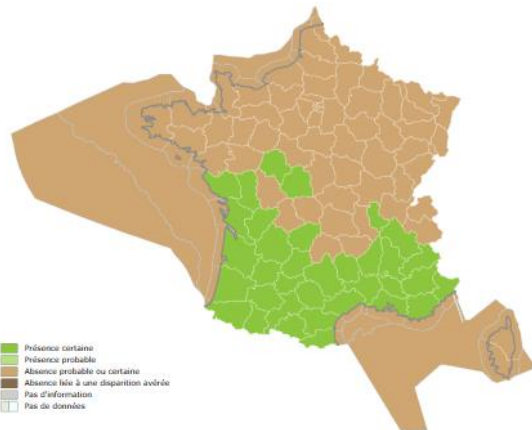 Présence certaine
Présence probable
Absence probable ou certaine
Absence liée à une disparition avérée
Pas d'information
Pas de données